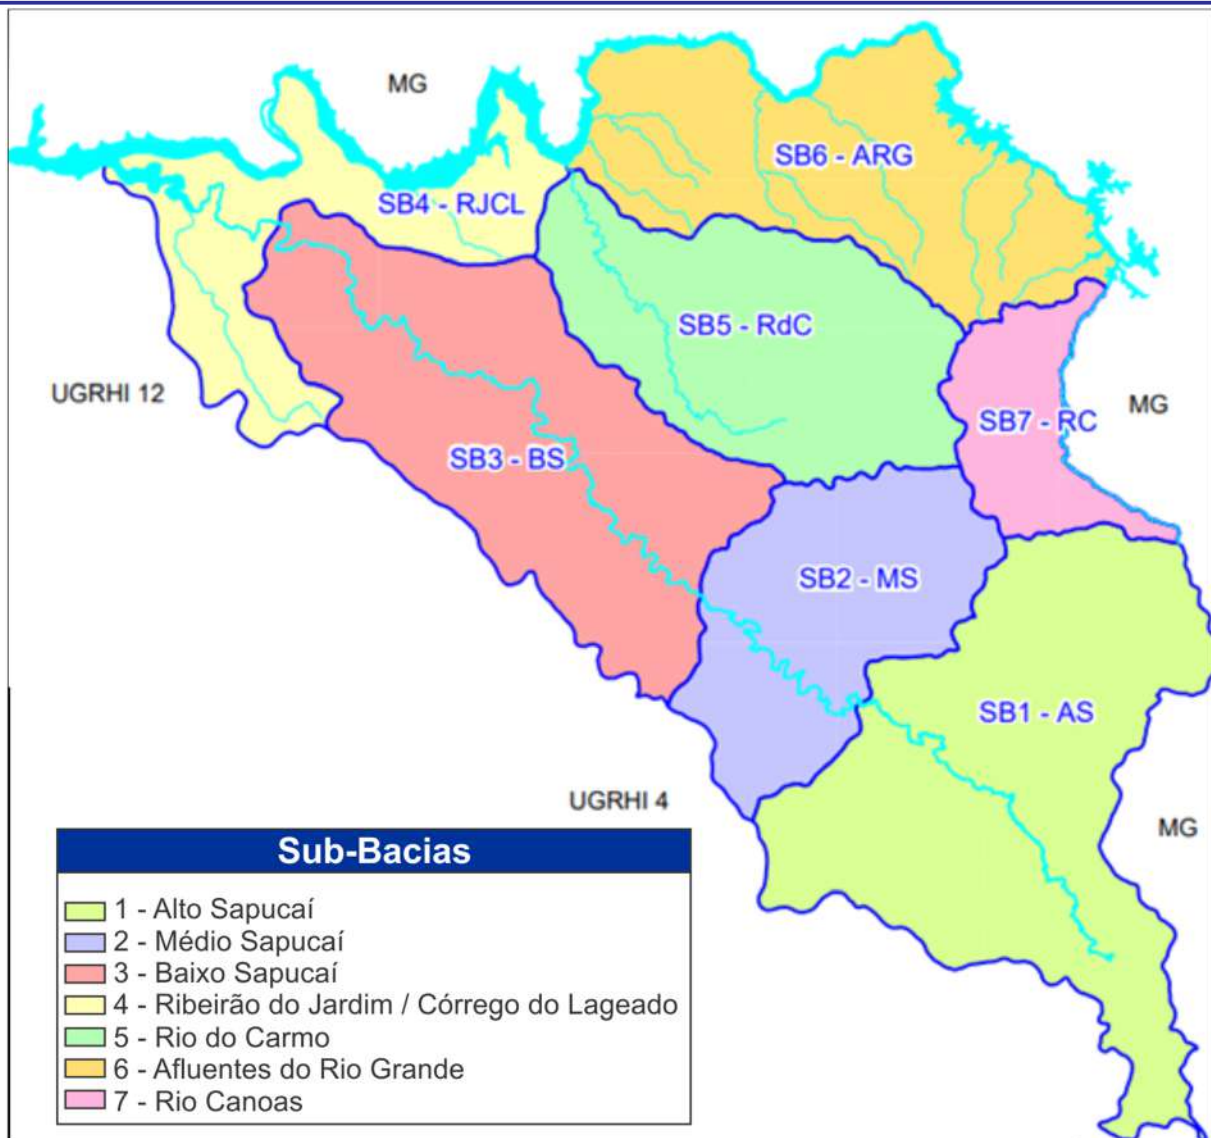 MG
SB6 - ARG
SB4 - RJCL
SB5 - RdC
UGRHI 12
MG
SB7 - RC
SB3 - BS
SB2 - MS
SB1 - AS
UGRHI 4
MG
Sub-Bacias
1 - Alto Sapucaí
2 - Médio Sapucaí
3 - Baixo Sapucaí
4 - Ribeirão do Jardim / Córrego do Lageado
5 - Rio do Carmo
6 - Afluentes do Rio Grande
7 - Rio Canoas